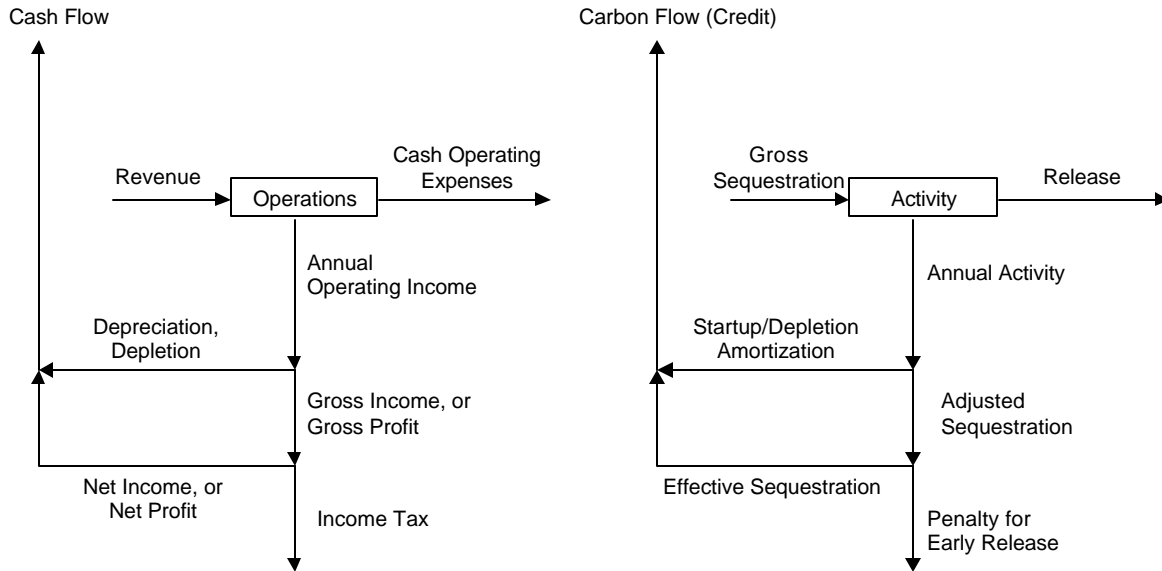 Cash Flow
Revenue
Operations
Cash Operating
Expenses
Annual
Operating Income
Depreciation,
Depletion
Gross Income, or
Gross Profit
Net Income, or
Net Profit
Income Tax
Carbon Flow (Credit)
Gross
Sequestration
Activity
Release
Annual Activity
Startup/Depletion
Amortization
Adjusted
Sequestration
Effective Sequestration
Penalty for
Early Release